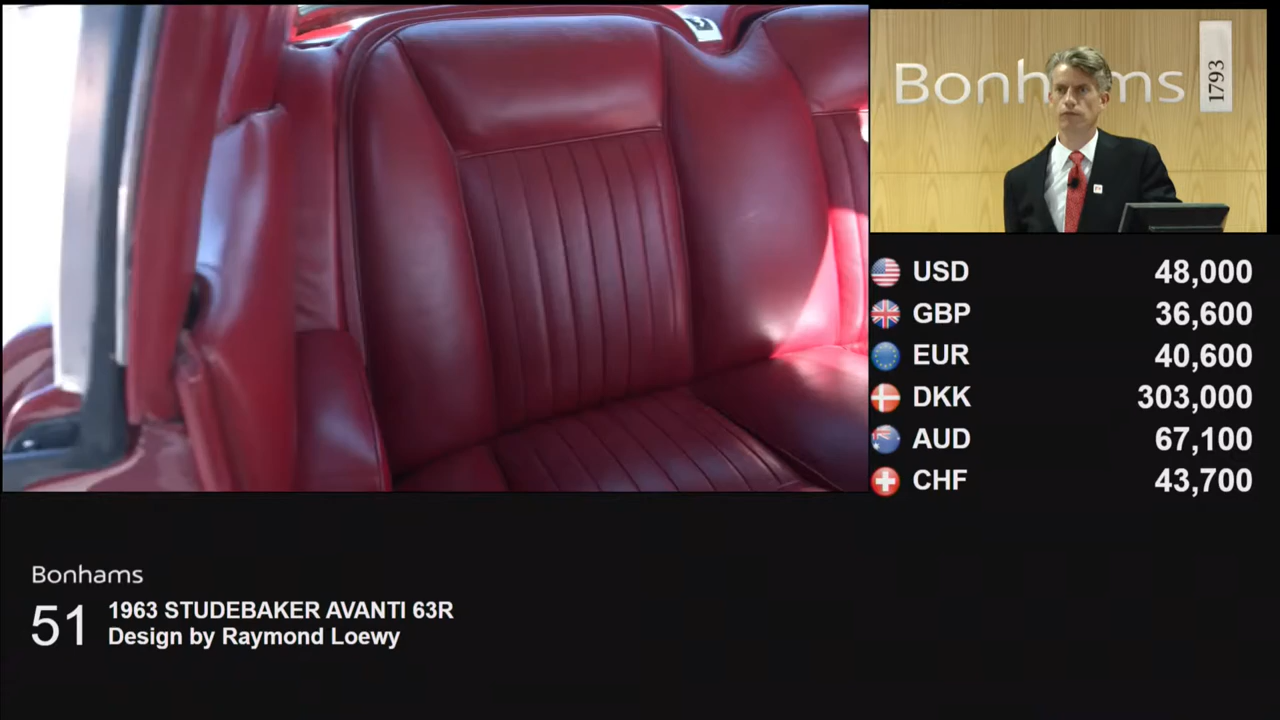 Bonhams
1793
USD 48,000
GBP 36,600
EUR 40,600
DKK 303,000
AUD 67,100
CHF 43,700
Bonhams
51
1963 STUDEBAKER AVANTI 63R
Design by Raymond Loewy